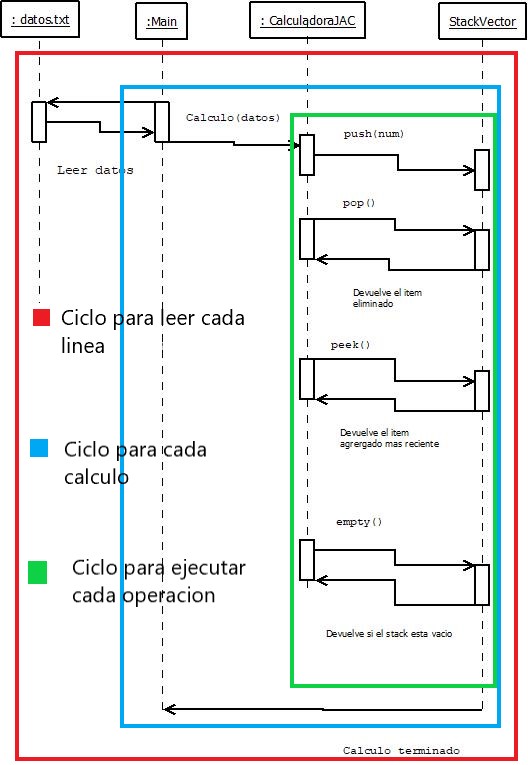 : datos.txt
:Main
: CalculadoraJAC
StackVector
Calculo(datos)
push(num)
Leer datos
pop()
Devuelve el item
eliminado
Ciclo para leer cada
linea
peek()
Devuelve el item
agrergado mas reciente
Ciclo para cada
calculo
empty()
Ciclo para ejecutar
cada operacion
Devuelve si el stack esta vacio
Calculo terminado